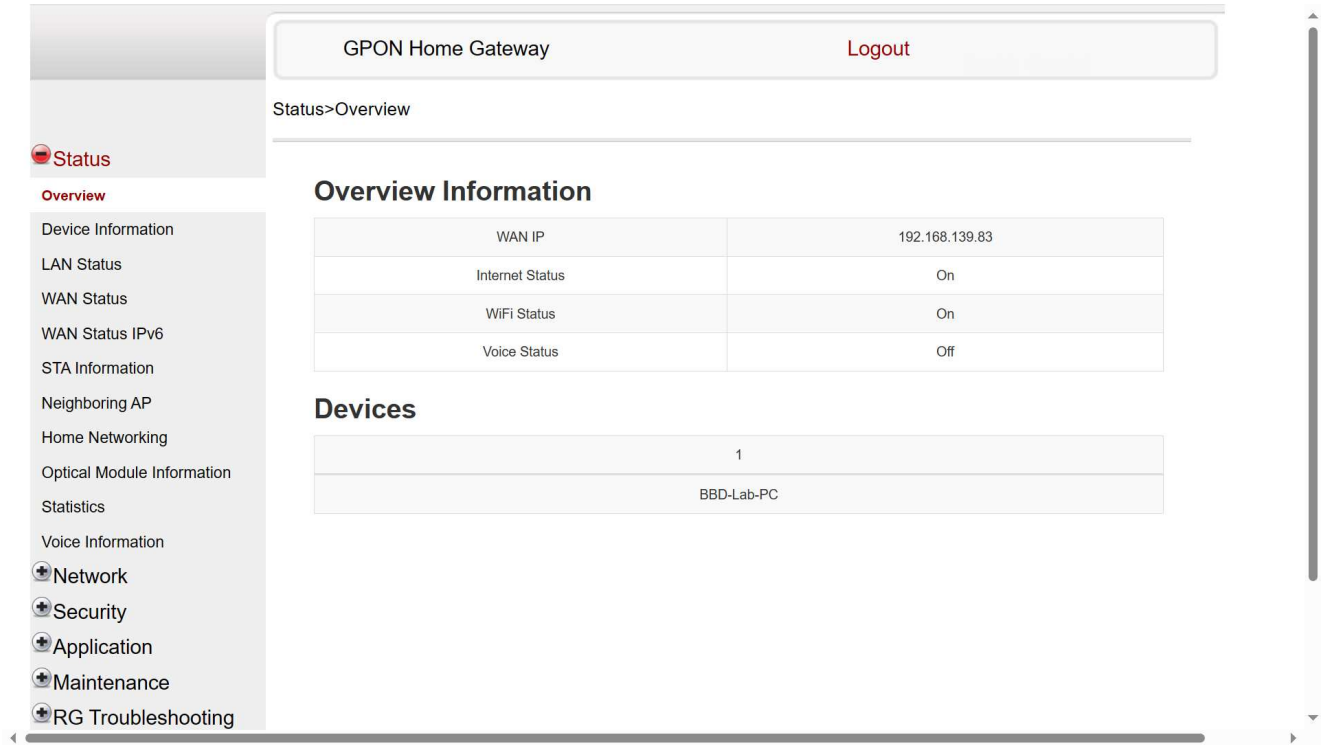 GPON Home Gateway Logout
Status>Overview
Status
Overview
Device Information
LAN Status
WAN Status
WAN Status IPv6
STA Information
Neighboring AP
Home Networking
Optical Module Information
Statistics
Voice Information
Network
Security
Application
Maintenance
RG Troubleshooting
Overview Information
WAN IP 192.168.139.83
Internet Status On
WiFi Status On
Voice Status Off
Devices
1
BBD-Lab-PC